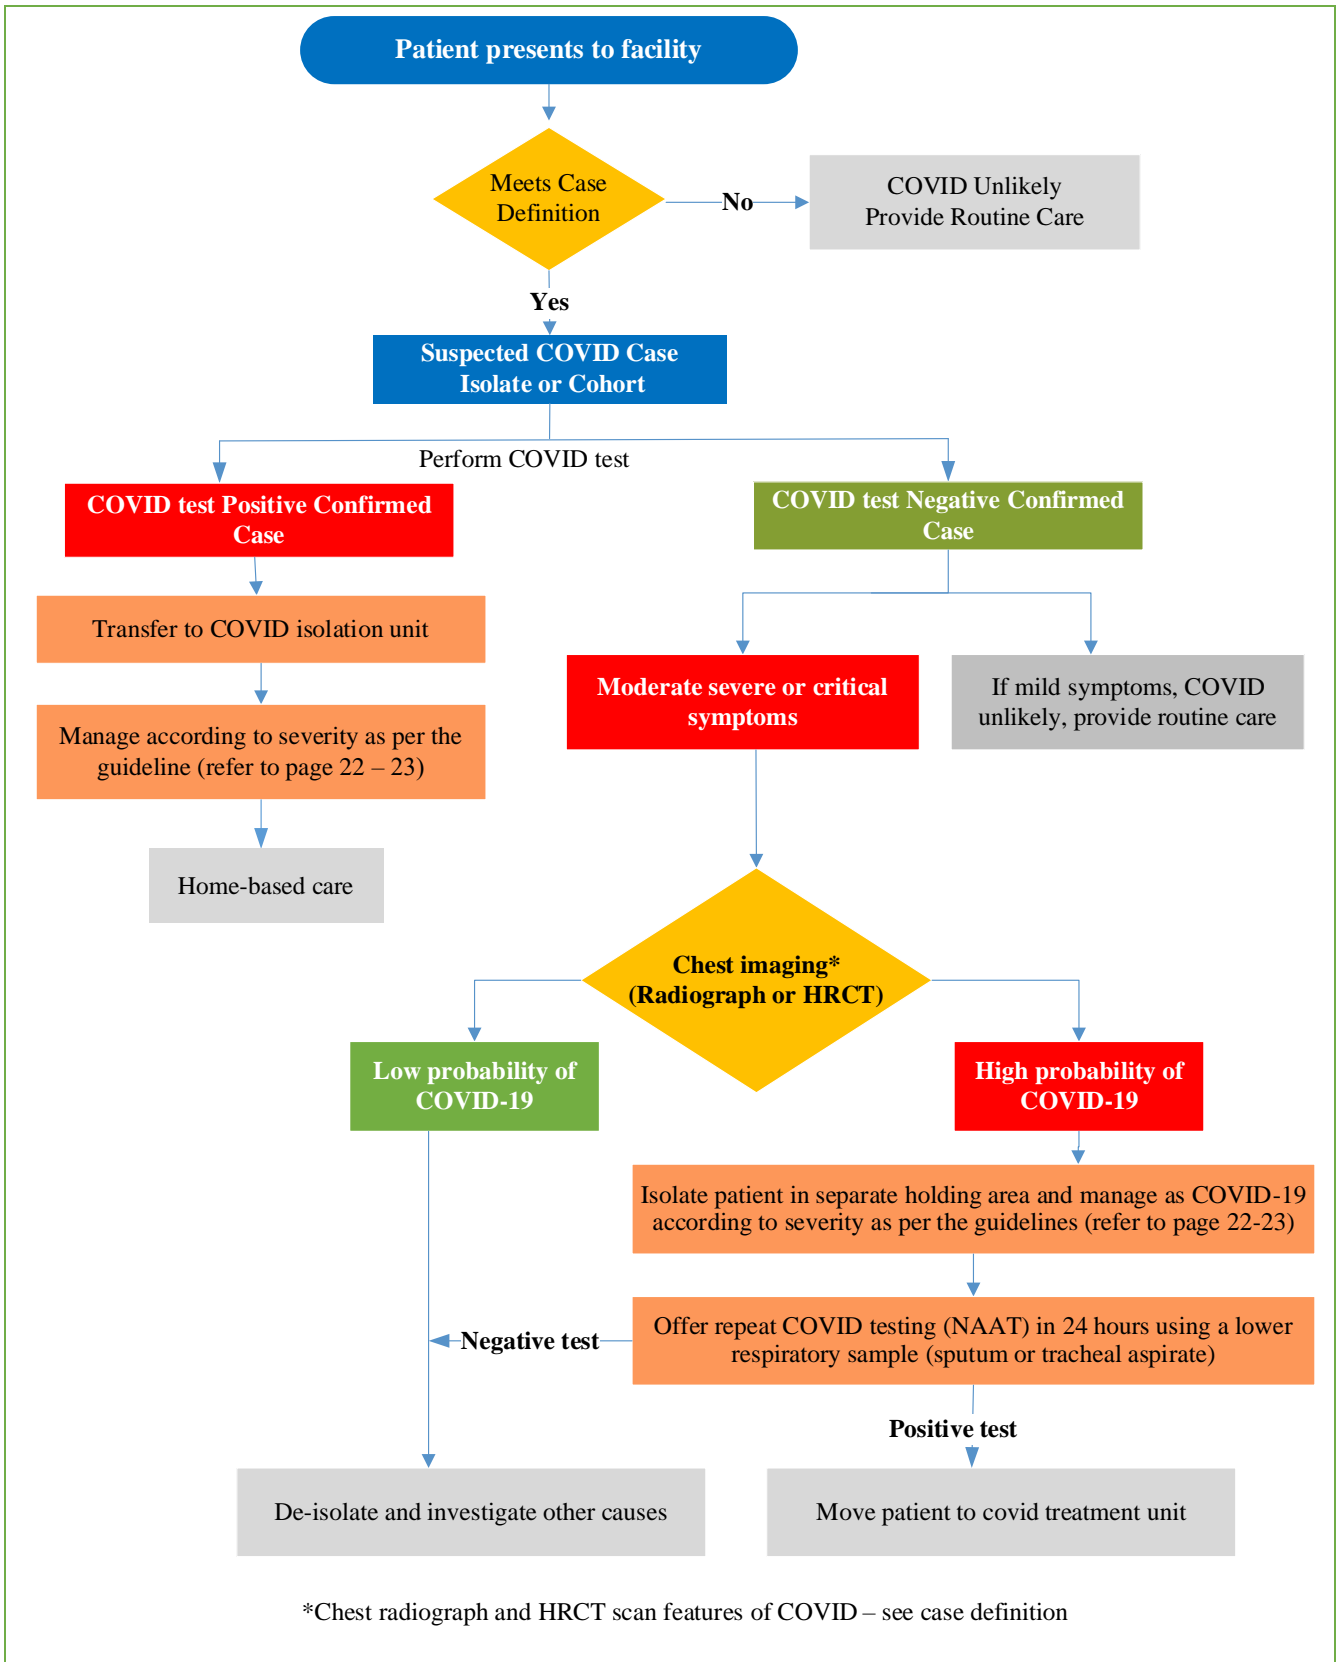 Patient presents to facility
Meets Case
Definition
No
COVID Unlikely
Provide Routine Care
Yes
Suspected COVID Case
Isolate or Cohort
Perform COVID test
COVID test Positive Confirmed
Case
COVID test Negative Confirmed
Case
Transfer to COVID isolation unit
Manage according to severity as per the
guideline (refer to page 22 – 23)
Home-based care
Moderate severe or critical
symptoms
If mild symptoms, COVID
unlikely, provide routine care
Chest imaging*
(Radiograph or HRCT)
Low probability of
COVID-19
High probability of
COVID-19
Isolate patient in separate holding area and manage as COVID-19
according to severity as per the guidelines (refer to page 22-23)
Offer repeat COVID testing (NAAT) in 24 hours using a lower
respiratory sample (sputum or tracheal aspirate)
Negative test
Positive test
De-isolate and investigate other causes
Move patient to covid treatment unit
*Chest radiograph and HRCT scan features of COVID – see case definition